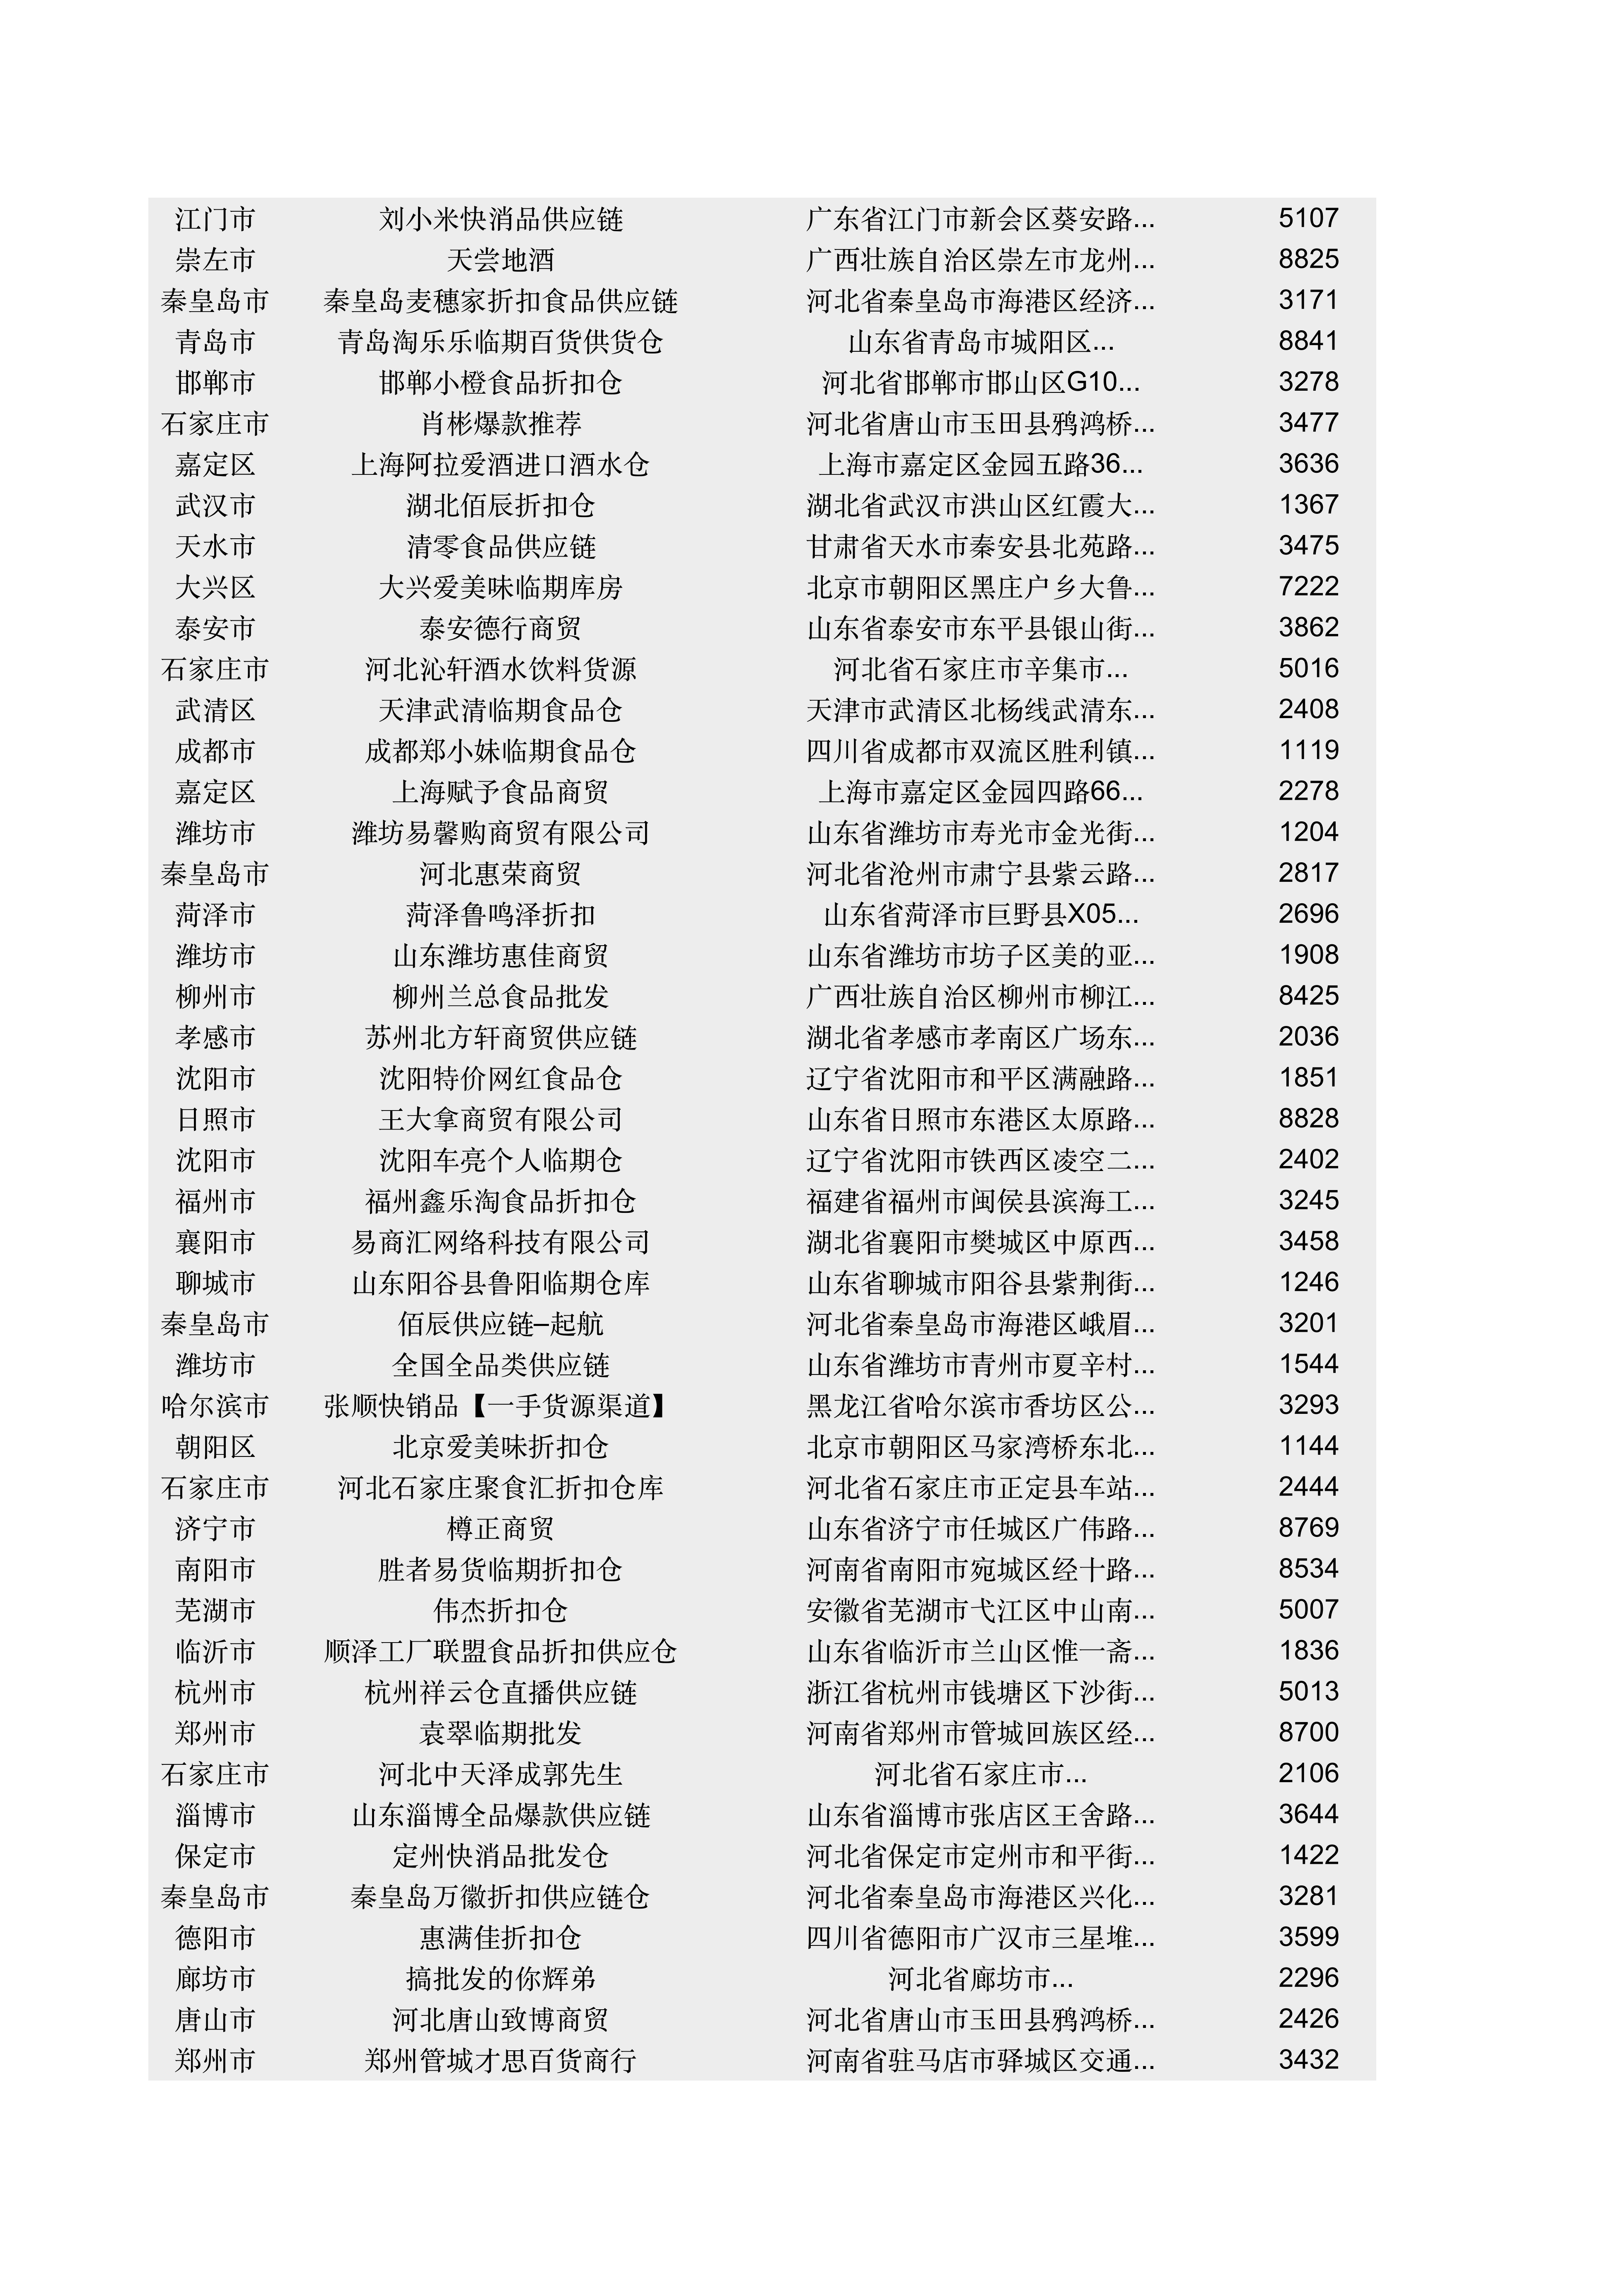 江门市 刘小米快消品供应链 广东省江门市新会区葵安路... 5107
崇左市 天尝地酒 广西壮族自治区崇左市龙州... 8825
秦皇岛市 秦皇岛麦穗家折扣食品供应链 河北省秦皇岛市海港区经济... 3171
青岛市 青岛淘乐乐临期百货供货仓 山东省青岛市城阳区... 8841
邯郸市 邯郸小橙食品折扣仓 河北省邯郸市邯山区G10... 3278
石家庄市 肖彬爆款推荐 河北省唐山市玉田县鸦鸿桥... 3477
嘉定区 上海阿拉爱酒进口酒水仓 上海市嘉定区金园五路36... 3636
武汉市 湖北佰辰折扣仓 湖北省武汉市洪山区红霞大... 1367
天水市 清零食品供应链 甘肃省天水市秦安县北苑路... 3475
大兴区 大兴爱美味临期库房 北京市朝阳区黑庄户乡大鲁... 7222
泰安市 泰安德行商贸 山东省泰安市东平县银山街... 3862
石家庄市 河北沁轩酒水饮料货源 河北省石家庄市辛集市... 5016
武清区 天津武清临期食品仓 天津市武清区北杨线武清东... 2408
成都市 成都郑小妹临期食品仓 四川省成都市双流区胜利镇... 1119
嘉定区 上海赋予食品商贸 上海市嘉定区金园四路66... 2278
潍坊市 潍坊易馨购商贸有限公司 山东省潍坊市寿光市金光街... 1204
秦皇岛市 河北惠荣商贸 河北省沧州市肃宁县紫云路... 2817
菏泽市 菏泽鲁鸣泽折扣 山东省菏泽市巨野县X05... 2696
潍坊市 山东潍坊惠佳商贸 山东省潍坊市坊子区美的亚... 1908
柳州市 柳州兰总食品批发 广西壮族自治区柳州市柳江... 8425
孝感市 苏州北方轩商贸供应链 湖北省孝感市孝南区广场东... 2036
沈阳市 沈阳特价网红食品仓 辽宁省沈阳市和平区满融路... 1851
日照市 王大拿商贸有限公司 山东省日照市东港区太原路... 8828
沈阳市 沈阳车亮个人临期仓 辽宁省沈阳市铁西区凌空二... 2402
福州市 福州鑫乐淘食品折扣仓 福建省福州市闽侯县滨海工... 3245
襄阳市 易商汇网络科技有限公司 湖北省襄阳市樊城区中原西... 3458
聊城市 山东阳谷县鲁阳临期仓库 山东省聊城市阳谷县紫荆街... 1246
秦皇岛市 佰辰供应链–起航 河北省秦皇岛市海港区峨眉... 3201
潍坊市 全国全品类供应链 山东省潍坊市青州市夏辛村... 1544
哈尔滨市 张顺快销品【一手货源渠道】 黑龙江省哈尔滨市香坊区公... 3293
朝阳区 北京爱美味折扣仓 北京市朝阳区马家湾桥东北... 1144
石家庄市 河北石家庄聚食汇折扣仓库 河北省石家庄市正定县车站... 2444
济宁市 樽正商贸 山东省济宁市任城区广伟路... 8769
南阳市 胜者易货临期折扣仓 河南省南阳市宛城区经十路... 8534
芜湖市 伟杰折扣仓 安徽省芜湖市弋江区中山南... 5007
临沂市 顺泽工厂联盟食品折扣供应仓 山东省临沂市兰山区惟一斋... 1836
杭州市 杭州祥云仓直播供应链 浙江省杭州市钱塘区下沙街... 5013
郑州市 袁翠临期批发 河南省郑州市管城回族区经... 8700
石家庄市 河北中天泽成郭先生 河北省石家庄市... 2106
淄博市 山东淄博全品爆款供应链 山东省淄博市张店区王舍路... 3644
保定市 定州快消品批发仓 河北省保定市定州市和平街... 1422
秦皇岛市 秦皇岛万徽折扣供应链仓 河北省秦皇岛市海港区兴化... 3281
德阳市 惠满佳折扣仓 四川省德阳市广汉市三星堆... 3599
廊坊市 搞批发的你辉弟 河北省廊坊市... 2296
唐山市 河北唐山致博商贸 河北省唐山市玉田县鸦鸿桥... 2426
郑州市 郑州管城才思百货商行 河南省驻马店市驿城区交通... 3432